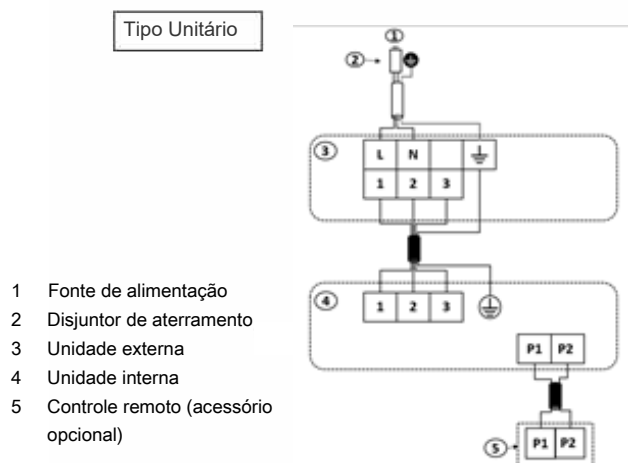 Tipo Unitário
1
2
3
L N
1 2 3
4
1 2 3
P1 P2
5
P1 P2
1 Fonte de alimentação
2 Disjuntor de aterramento
3 Unidade externa
4 Unidade interna
5 Controle remoto (acessório
opcional)